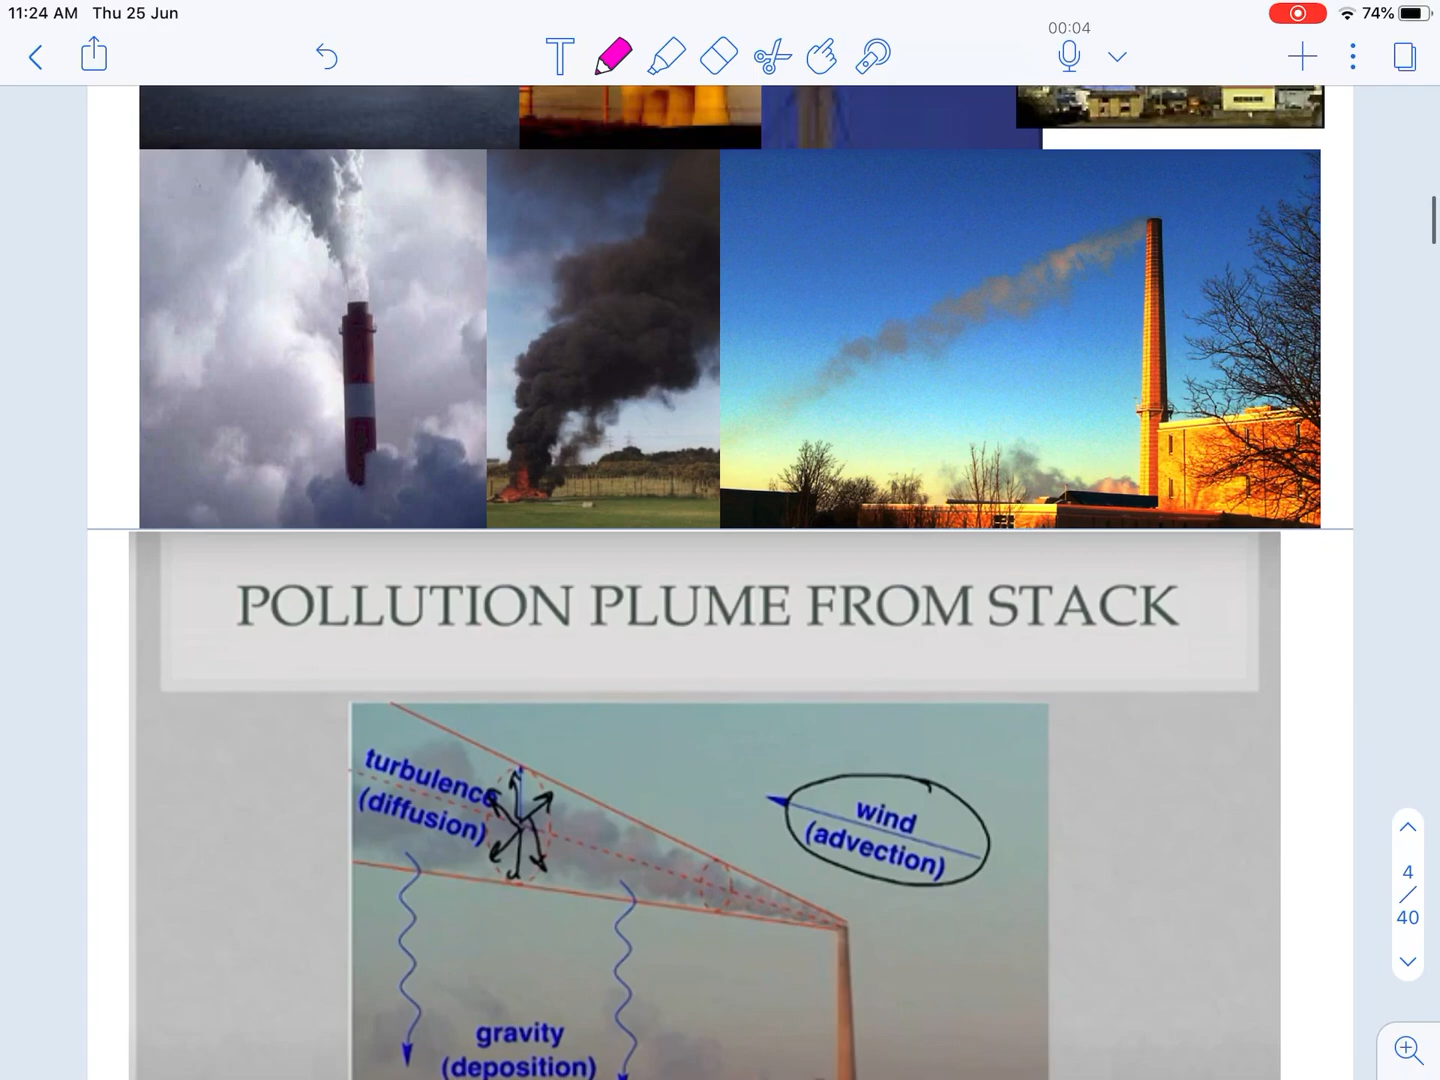 11:24 AM Thu 25 Jun
74%
00:04
T
POLLUTION PLUME FROM STACK
turbulence
(diffusion)
wind
(advection)
gravity
(deposition)
4
/
40